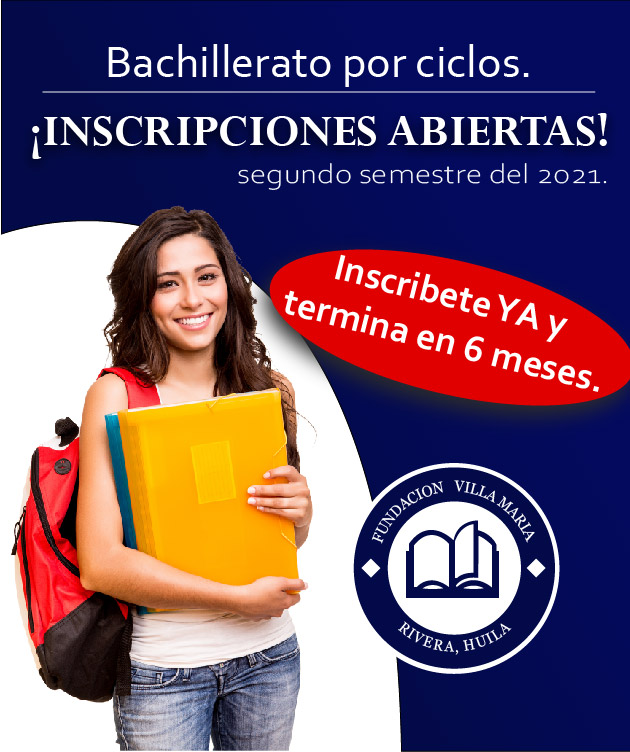 Bachillerato por ciclos.
¡INSCRIPCIONES ABIERTAS!
segundo semestre del 2021.
Inscribete YA y
termina en 6 meses.
FUNDACION VILLA MARIA
RIVERA, HUILA